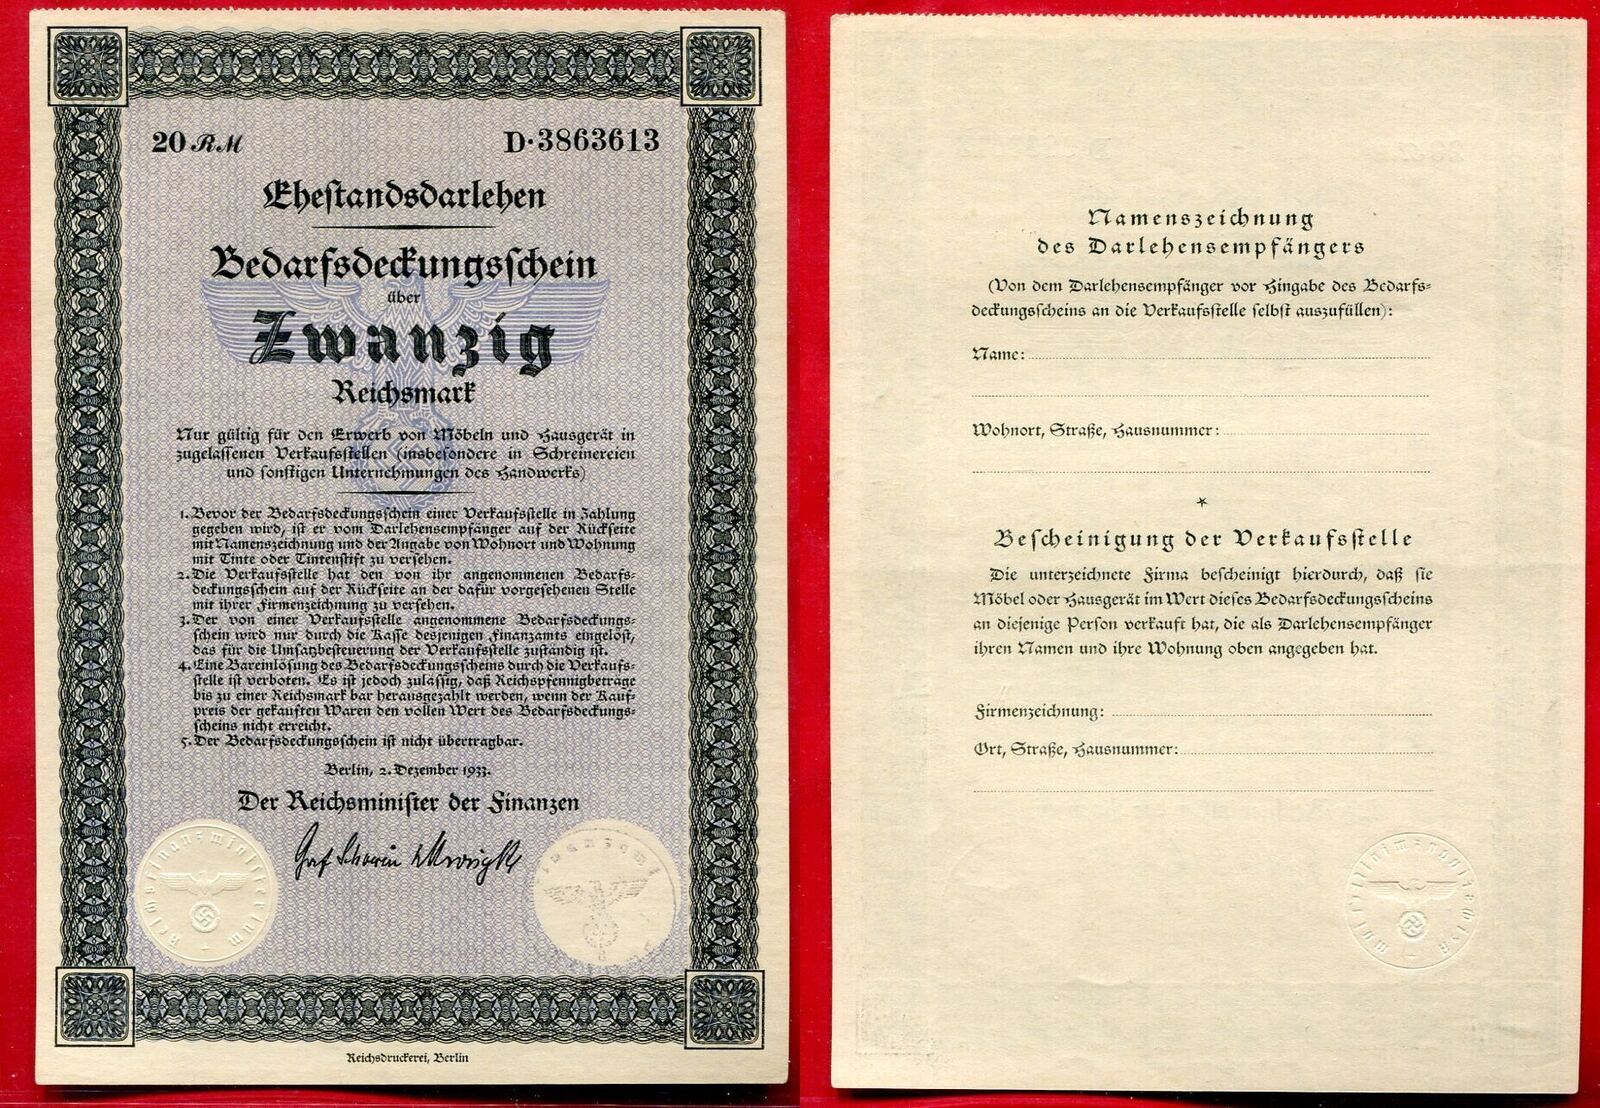 20 RM D·3863613
Ehestandsdarlehen
Bedarfsdeckungsschein
über
Zwanzig
Reichsmark
Nur gültig für den Erwerb von Möbeln und Hausgerät in
zugelassenen Verkaufsstellen (insbesondere in Schreinereien
und sonstigen Unternehmungen des Handwerks)
1. Bevor der Bedarfsdeckungsschein einer Verkaufsstelle in Zahlung
gegeben wird, ist er vom Darlehensempfänger auf der Rückseite
mit Namenszeichnung und der Angabe von Wohnort und Wohnung
mit Tinte oder Tintenstift zu versehen.
2. Die Verkaufsstelle hat den von ihr angenommenen Bedarfs-
deckungsschein auf der Rückseite an der dafür vorgesehenen Stelle
mit ihrer Firmenzeichnung zu versehen.
3. Der von einer Verkaufsstelle angenommene Bedarfsdeckungs-
schein wird nur durch die Kasse desjenigen Finanzamts eingelöst,
das für die Umsatzbesteuerung der Verkaufsstelle zuständig ist.
4. Eine Bareinlösung des Bedarfsdeckungsscheins durch die Verkaufs-
stelle ist verboten. Es ist jedoch zulässig, daß Reichspfennigbeträge
bis zu einer Reichsmark bar herausgezahlt werden, wenn der Kauf-
preis der gekauften Waren den vollen Wert des Bedarfsdeckungs-
scheins nicht erreicht.
5. Der Bedarfsdeckungsschein ist nicht übertragbar.
Berlin, 2. Dezember 1933.
Der Reichsminister der Finanzen
Graf Schwerin v. Krosigk
Reichsfinanzministerium
Finanzamt
Reichsdruckerei, Berlin
Namenszeichnung
des Darlehensempfängers
(Von dem Darlehensempfänger vor Hingabe des Bedarfs-
deckungsscheins an die Verkaufsstelle selbst auszufüllen):
Name:
Wohnort, Straße, Hausnummer:
Bescheinigung der Verkaufsstelle
Die unterzeichnete Firma bescheinigt hierdurch, daß sie
Möbel oder Hausgerät im Wert dieses Bedarfsdeckungsscheins
an diejenige Person verkauft hat, die als Darlehensempfänger
ihren Namen und ihre Wohnung oben angegeben hat.
Firmenzeichnung:
Ort, Straße, Hausnummer: